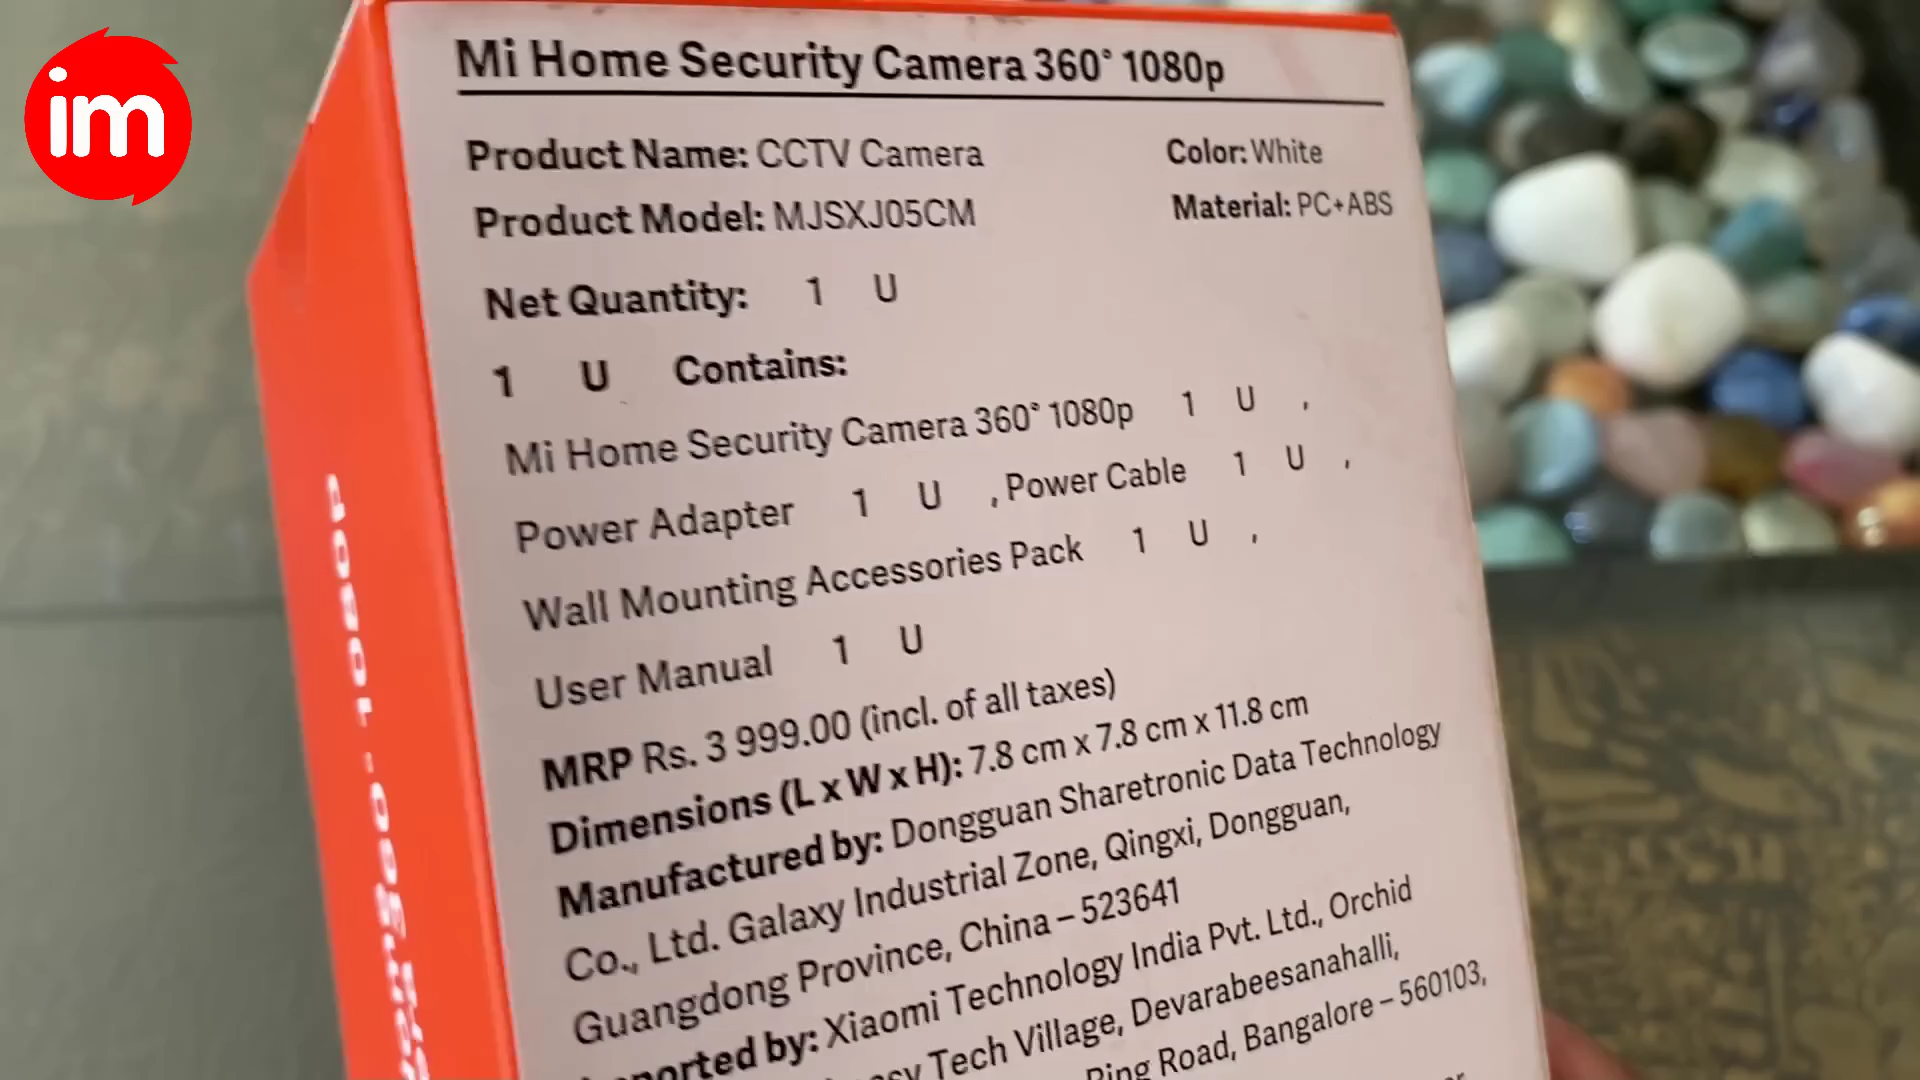 im
Mi Home Security Camera 360° 1080p
Product Name: CCTV Camera
Color: White
Product Model: MJSXJ05CM
Material: PC+ABS
Net Quantity: 1 U
1 U Contains:
Mi Home Security Camera 360° 1080p 1 U ,
Power Adapter 1 U , Power Cable 1 U ,
Wall Mounting Accessories Pack 1 U ,
User Manual 1 U
MRP Rs. 3 999.00 (incl. of all taxes)
Dimensions (L x W x H): 7.8 cm x 7.8 cm x 11.8 cm
Manufactured by: Dongguan Sharetronic Data Technology
Co., Ltd. Galaxy Industrial Zone, Qingxi, Dongguan,
Guangdong Province, China – 523641
by: Xiaomi Technology India Pvt. Ltd., Orchid
Tech Village, Devarabeesanahalli,
Ring Road, Bangalore – 560103,